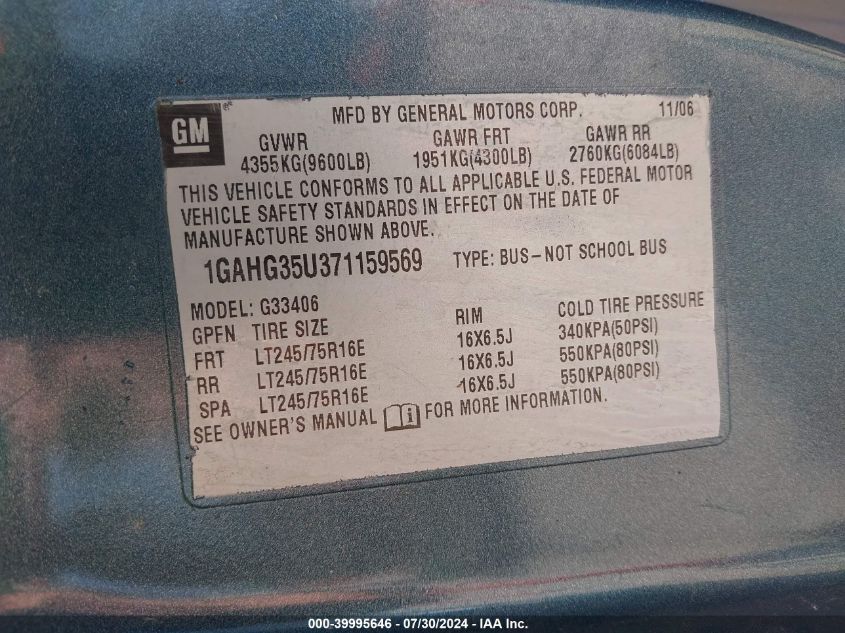 GM ®
MFD BY GENERAL MOTORS CORP. 11/06
GVWR GAWR FRT GAWR RR
4355KG(9600LB) 1951KG(4300LB) 2760KG(6084LB)
THIS VEHICLE CONFORMS TO ALL APPLICABLE U.S. FEDERAL MOTOR
VEHICLE SAFETY STANDARDS IN EFFECT ON THE DATE OF
MANUFACTURE SHOWN ABOVE.
1GAHG35U371159569 TYPE: BUS-NOT SCHOOL BUS
MODEL: G33406
GPFN TIRE SIZE RIM COLD TIRE PRESSURE
FRT LT245/75R16E 16X6.5J 340KPA(50PSI)
RR LT245/75R16E 16X6.5J 550KPA(80PSI)
SPA LT245/75R16E 16X6.5J 550KPA(80PSI)
SEE OWNER'S MANUAL i FOR MORE INFORMATION.
000-39995646 - 07/30/2024 - IAA Inc.